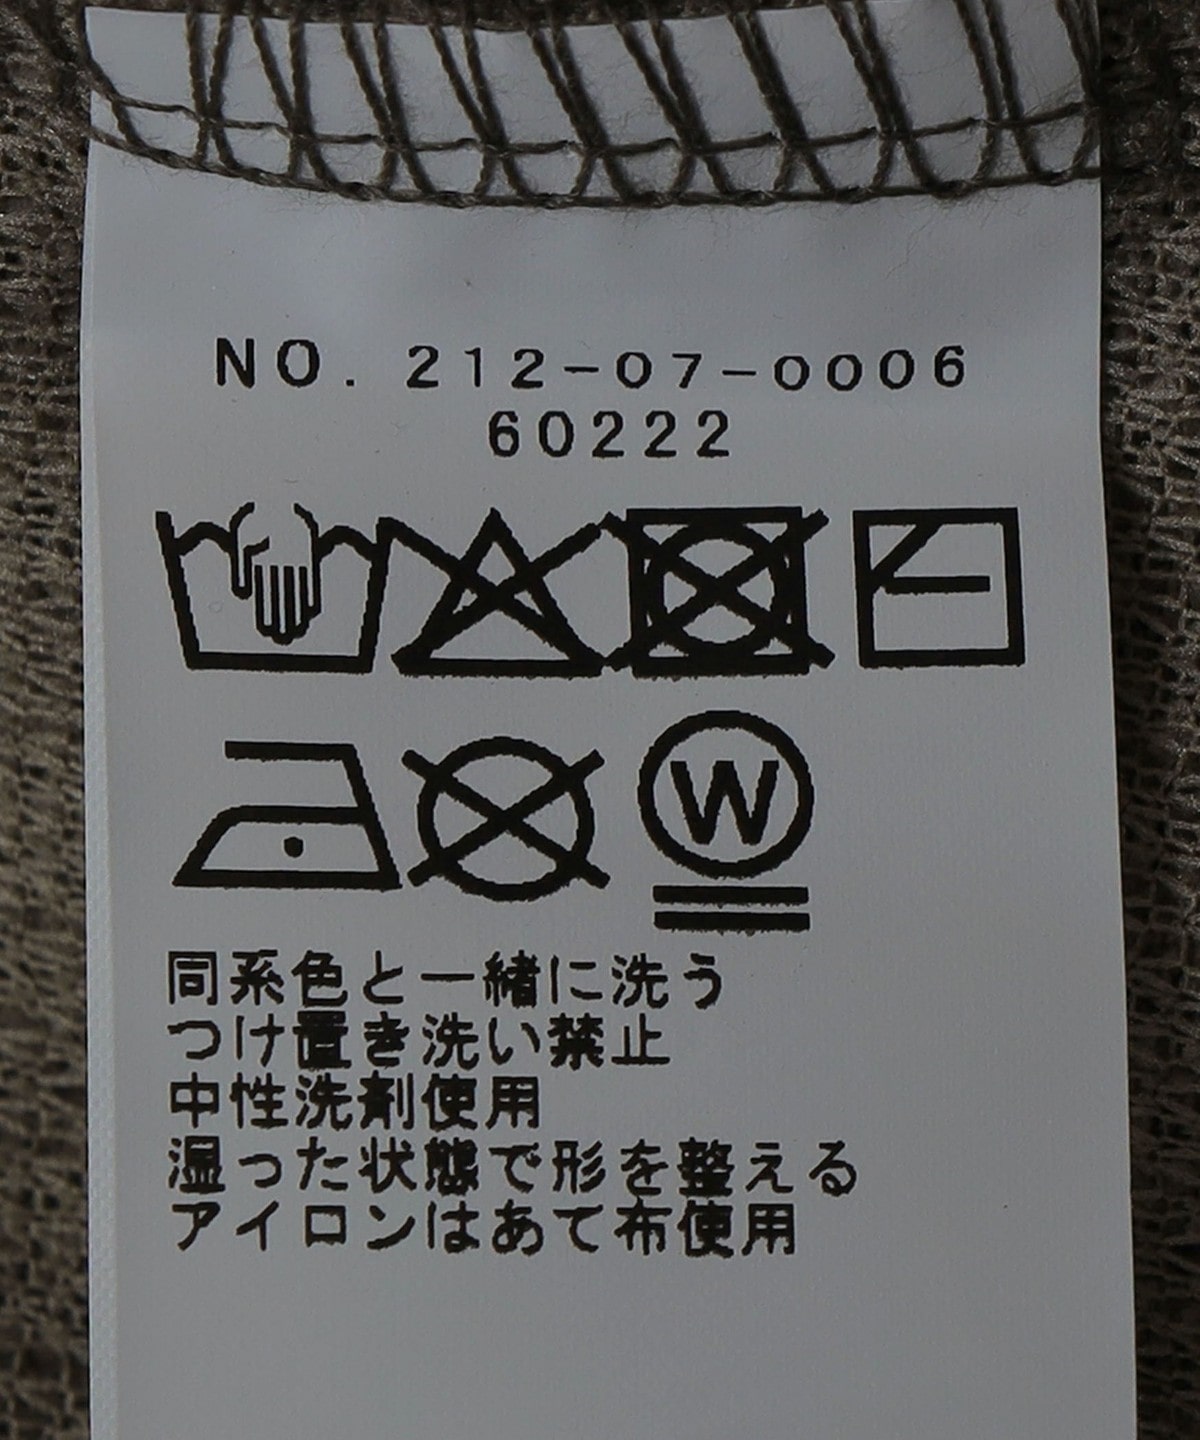 NO. 212-07-0006
60222
W
同系色と一緒に洗う
つけ置き洗い禁止
中性洗剤使用
湿った状態で形を整える
アイロンはあて布使用